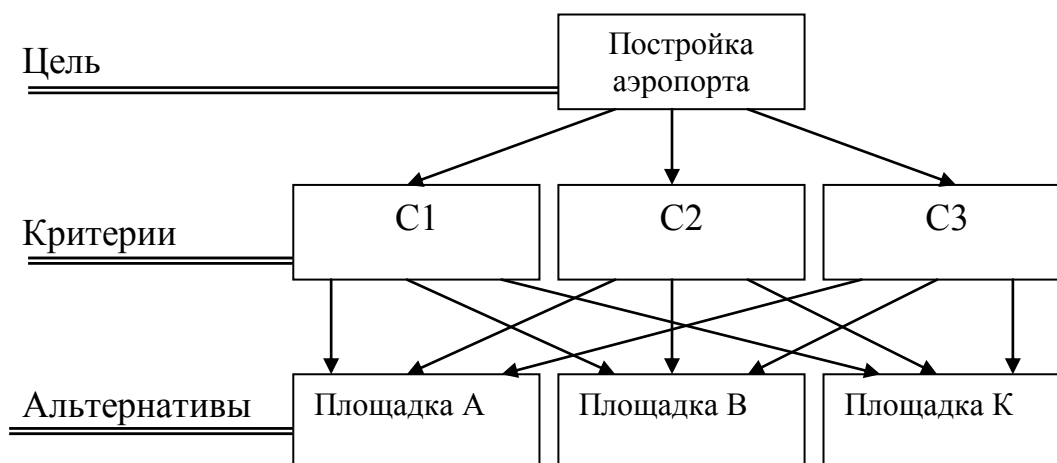 Цель
Постройка
аэропорта
Критерии
С1
С2
С3
Альтернативы
Площадка А
Площадка В
Площадка К